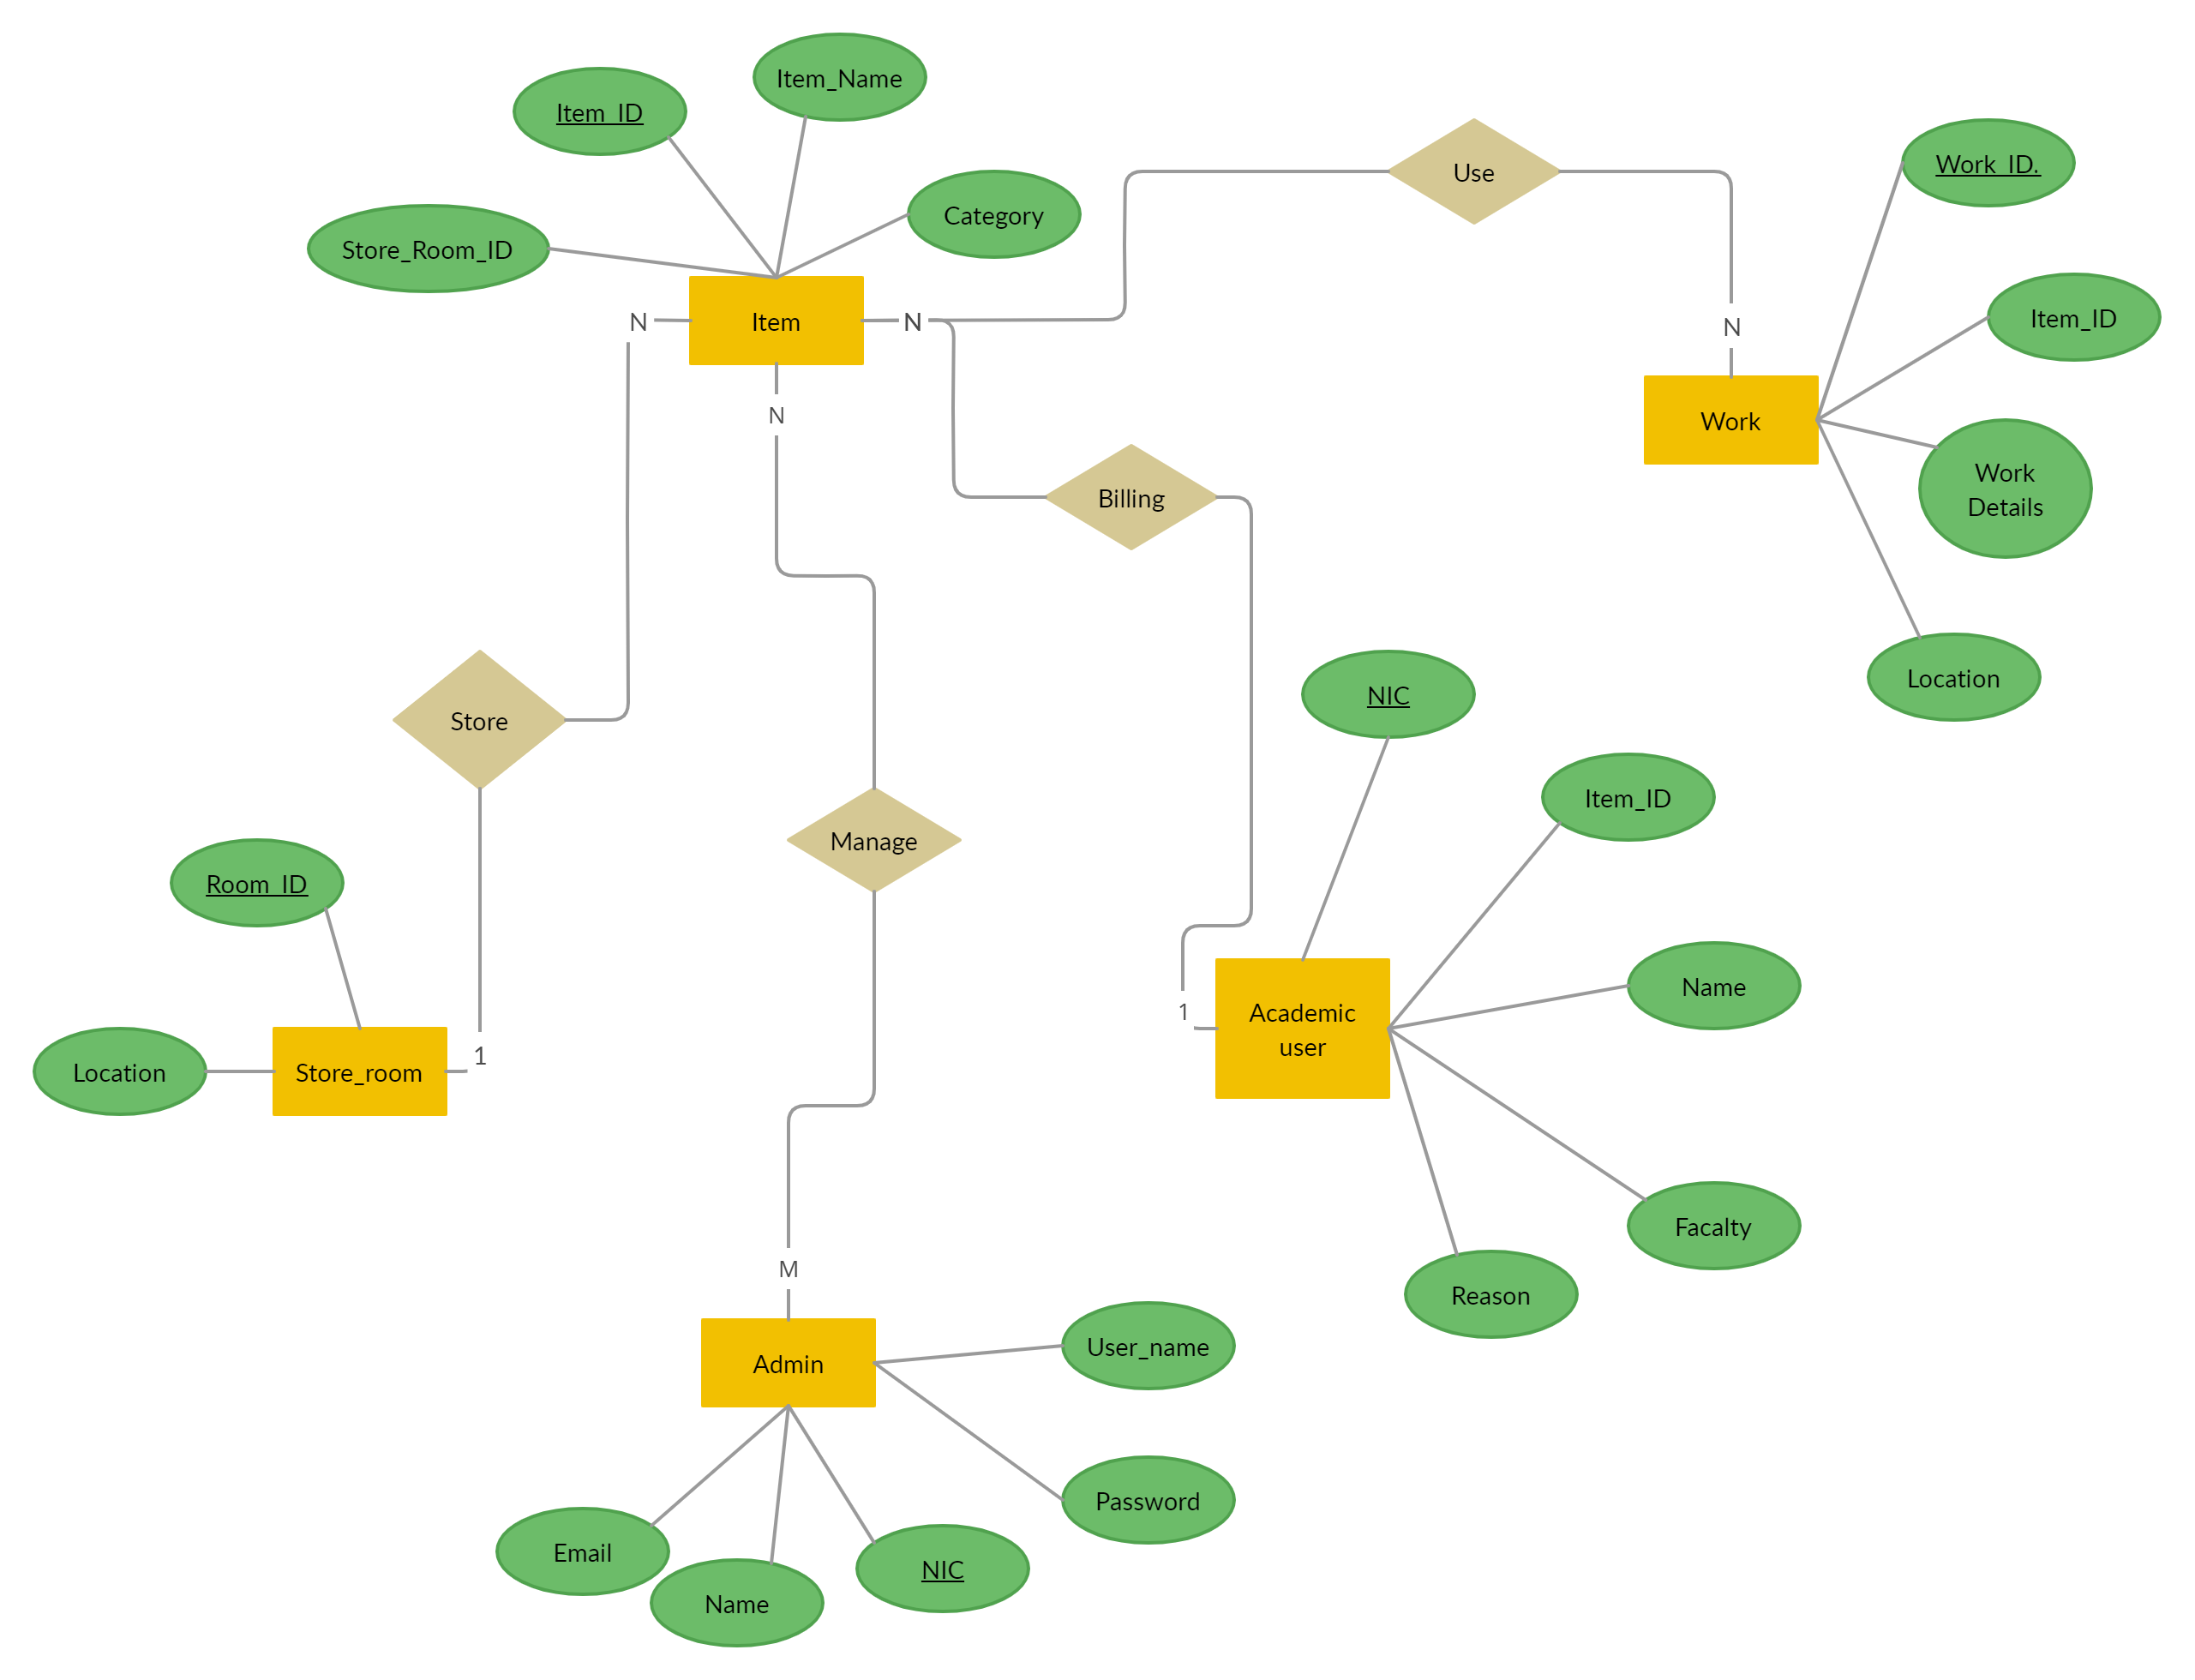 Item_Name
Item_ID
Use
Work_ID.
Category
Store_Room_ID
Item_ID
N
Item
N
N
N
Work
Work
Details
Billing
Location
NIC
Store
Item_ID
Manage
Room_ID
Name
Academic
user
1
1
Location
Store_room
Facalty
M
Reason
User_name
Admin
Password
Email
NIC
Name